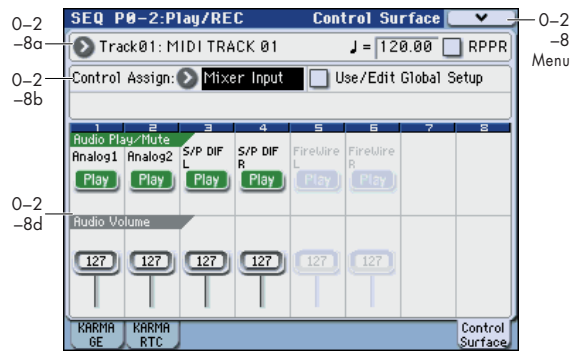 SEQ P0-2:Play/REC Control Surface
0–2
–8
Menu
0–2
–8a
Track01: MIDI TRACK 01 ♩ = 120.00 RPPR
0–2
–8b
Control Assign: Mixer Input Use/Edit Global Setup
1 2 3 4 5 6 7 8
Audio Play/Mute
Analog1 Analog2 S/P DIF L S/P DIF R FireWire L FireWire R
Play Play Play Play Play Play
0–2
–8d
Audio Volume
127 127 127 127 127 127
KARMA GE KARMA RTC Control Surface